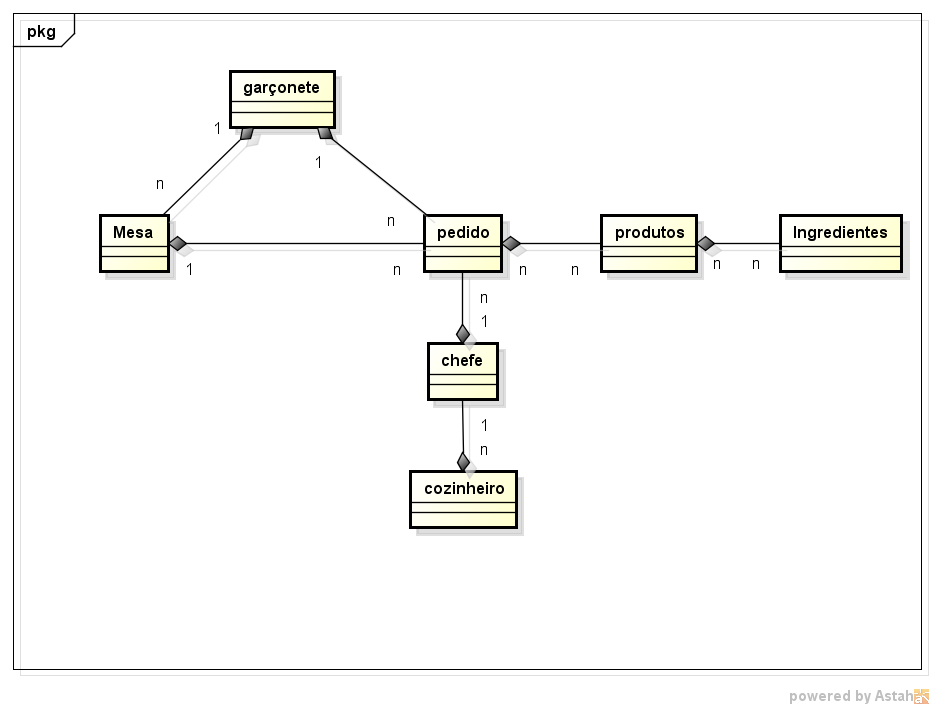 pkg
garçonete
1
1
n
n
Mesa
pedido
produtos
Ingredientes
1
n
n
n
n
n
n
1
chefe
1
n
cozinheiro
powered by Astah